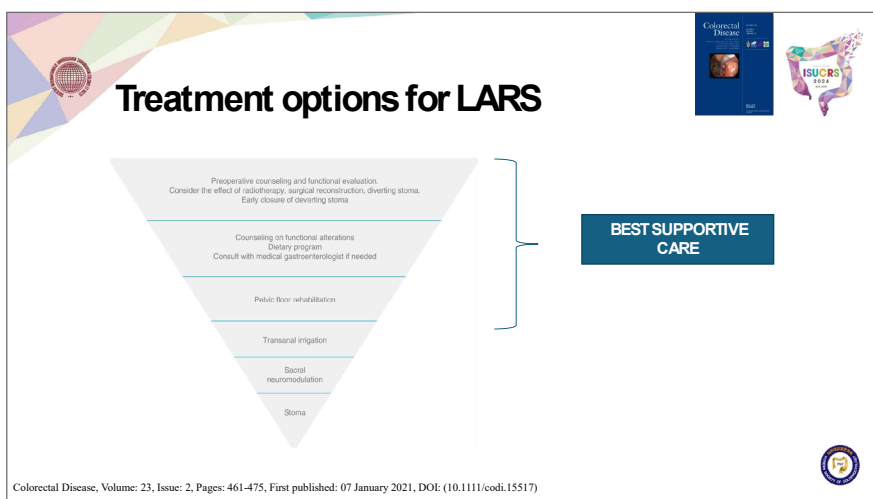 Colorectal
Disease
ISUCRS
2024
Treatment options for LARS
Preoperative counseling and functional evaluation.
Consider the effect of radiotherapy, surgical reconstruction, diverting stoma.
Early closure of deverting stoma
Counseling on functional alterations
Dietary program
Consult with medical gastroenterologist if needed
Pelvic floor rehabilitation
Transanal irrigation
Sacral
neuromodulation
Stoma
BEST SUPPORTIVE
CARE
Colorectal Disease, Volume: 23, Issue: 2, Pages: 461-475, First published: 07 January 2021, DOI: (10.1111/codi.15517)